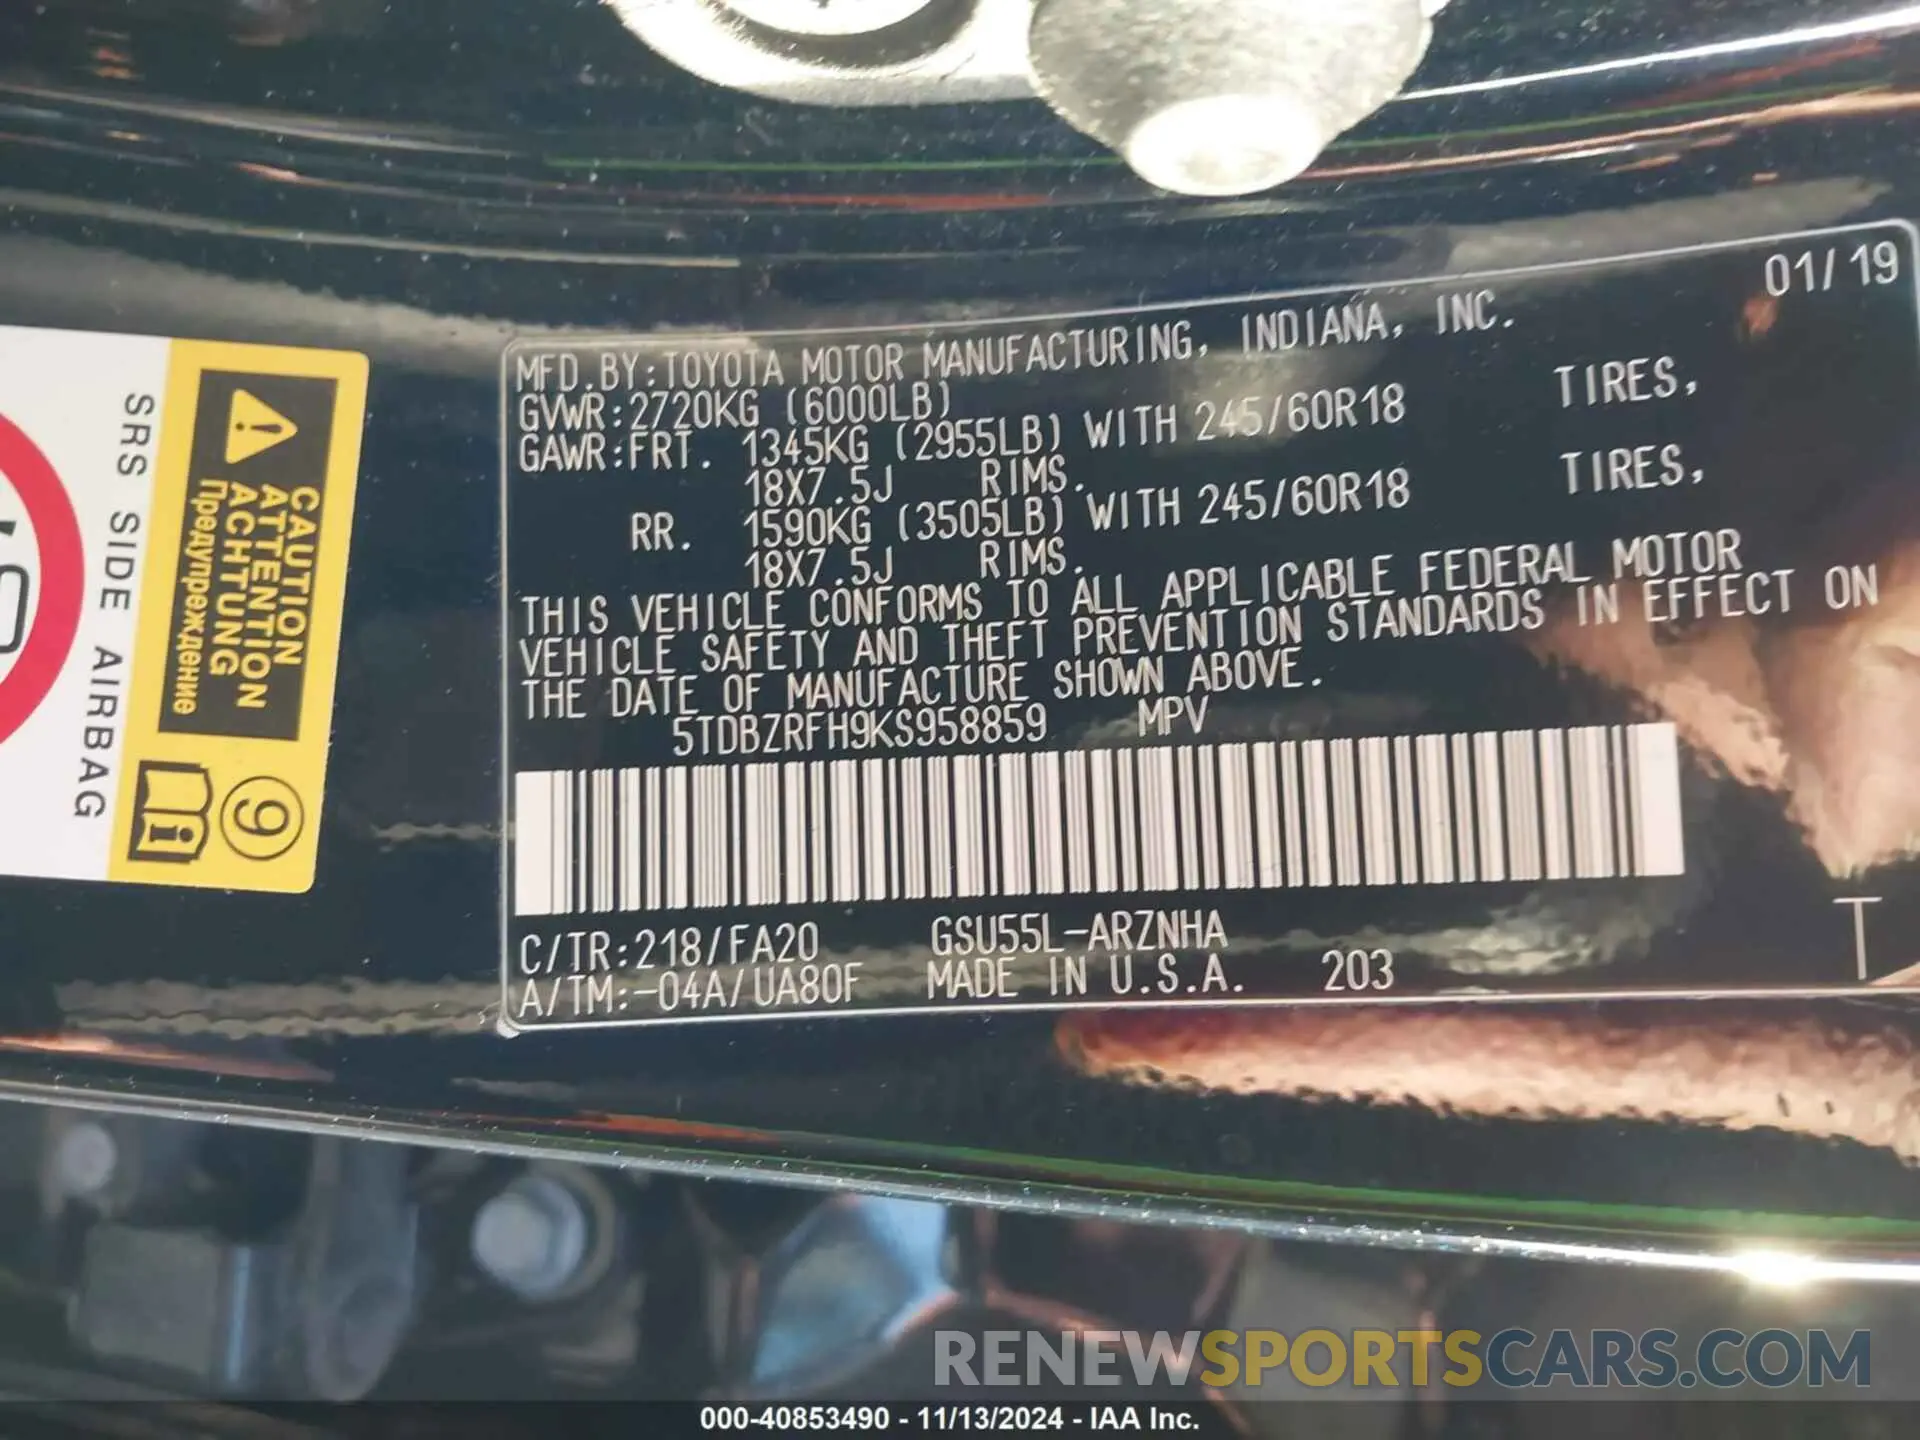 01/19
MFD.BY:TOYOTA MOTOR MANUFACTURING, INDIANA, INC.
GVWR:2720KG (6000LB)
GAWR:FRT. 1345KG (2955LB) WITH 245/60R18 TIRES,
18X7.5J RIMS.
RR. 1590KG (3505LB) WITH 245/60R18 TIRES,
18X7.5J RIMS.
THIS VEHICLE CONFORMS TO ALL APPLICABLE FEDERAL MOTOR
VEHICLE SAFETY AND THEFT PREVENTION STANDARDS IN EFFECT ON
THE DATE OF MANUFACTURE SHOWN ABOVE.
5TDBZRFH9KS958859 MPV
C/TR:218/FA20 GSU55L-ARZNHA
A/TM:-04A/UA80F MADE IN U.S.A. 203
T
CAUTION
ATTENTION
ACHTUNG
Предупреждение
9
SRS SIDE AIRBAG
RENEWSPORTSCARS.COM
000-40853490 - 11/13/2024 - IAA Inc.